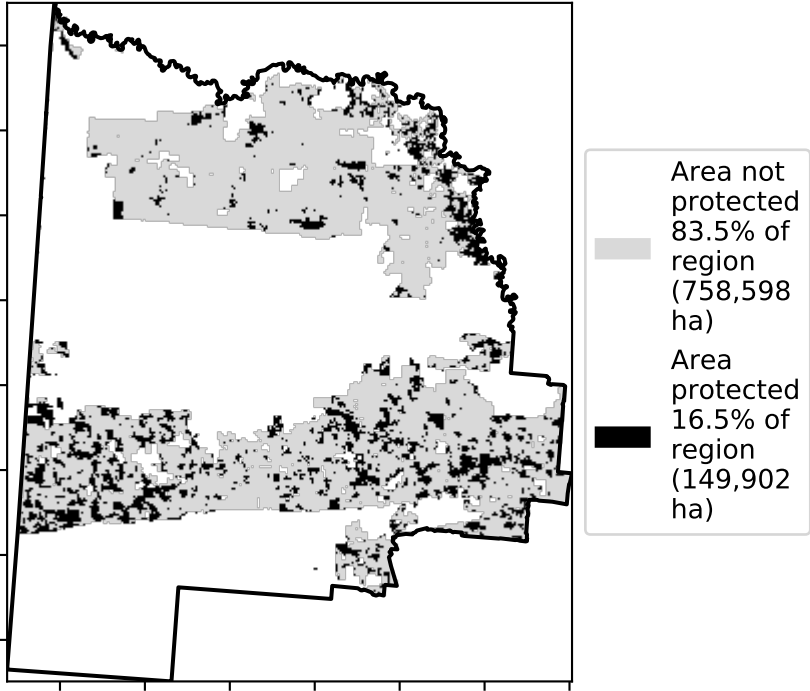 Area not
protected
83.5% of
region
(758,598
ha)
Area
protected
16.5% of
region
(149,902
ha)